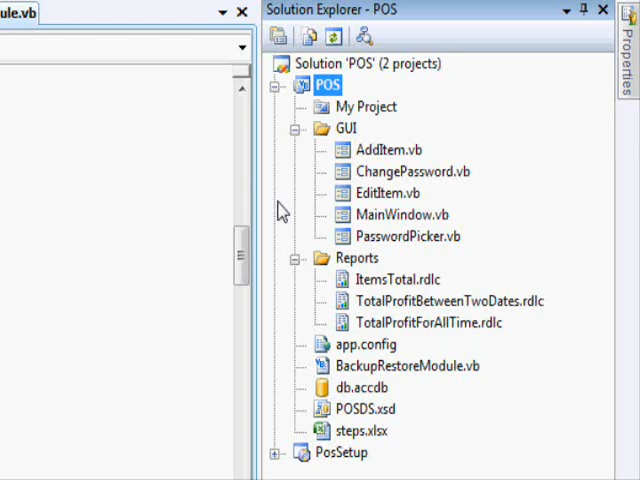 ule.vb
Solution Explorer - POS
Properties
Solution 'POS' (2 projects)
POS
My Project
GUI
AddItem.vb
ChangePassword.vb
EditItem.vb
MainWindow.vb
PasswordPicker.vb
Reports
ItemsTotal.rdlc
TotalProfitBetweenTwoDates.rdlc
TotalProfitForAllTime.rdlc
app.config
BackupRestoreModule.vb
db.accdb
POSDS.xsd
steps.xlsx
PosSetup